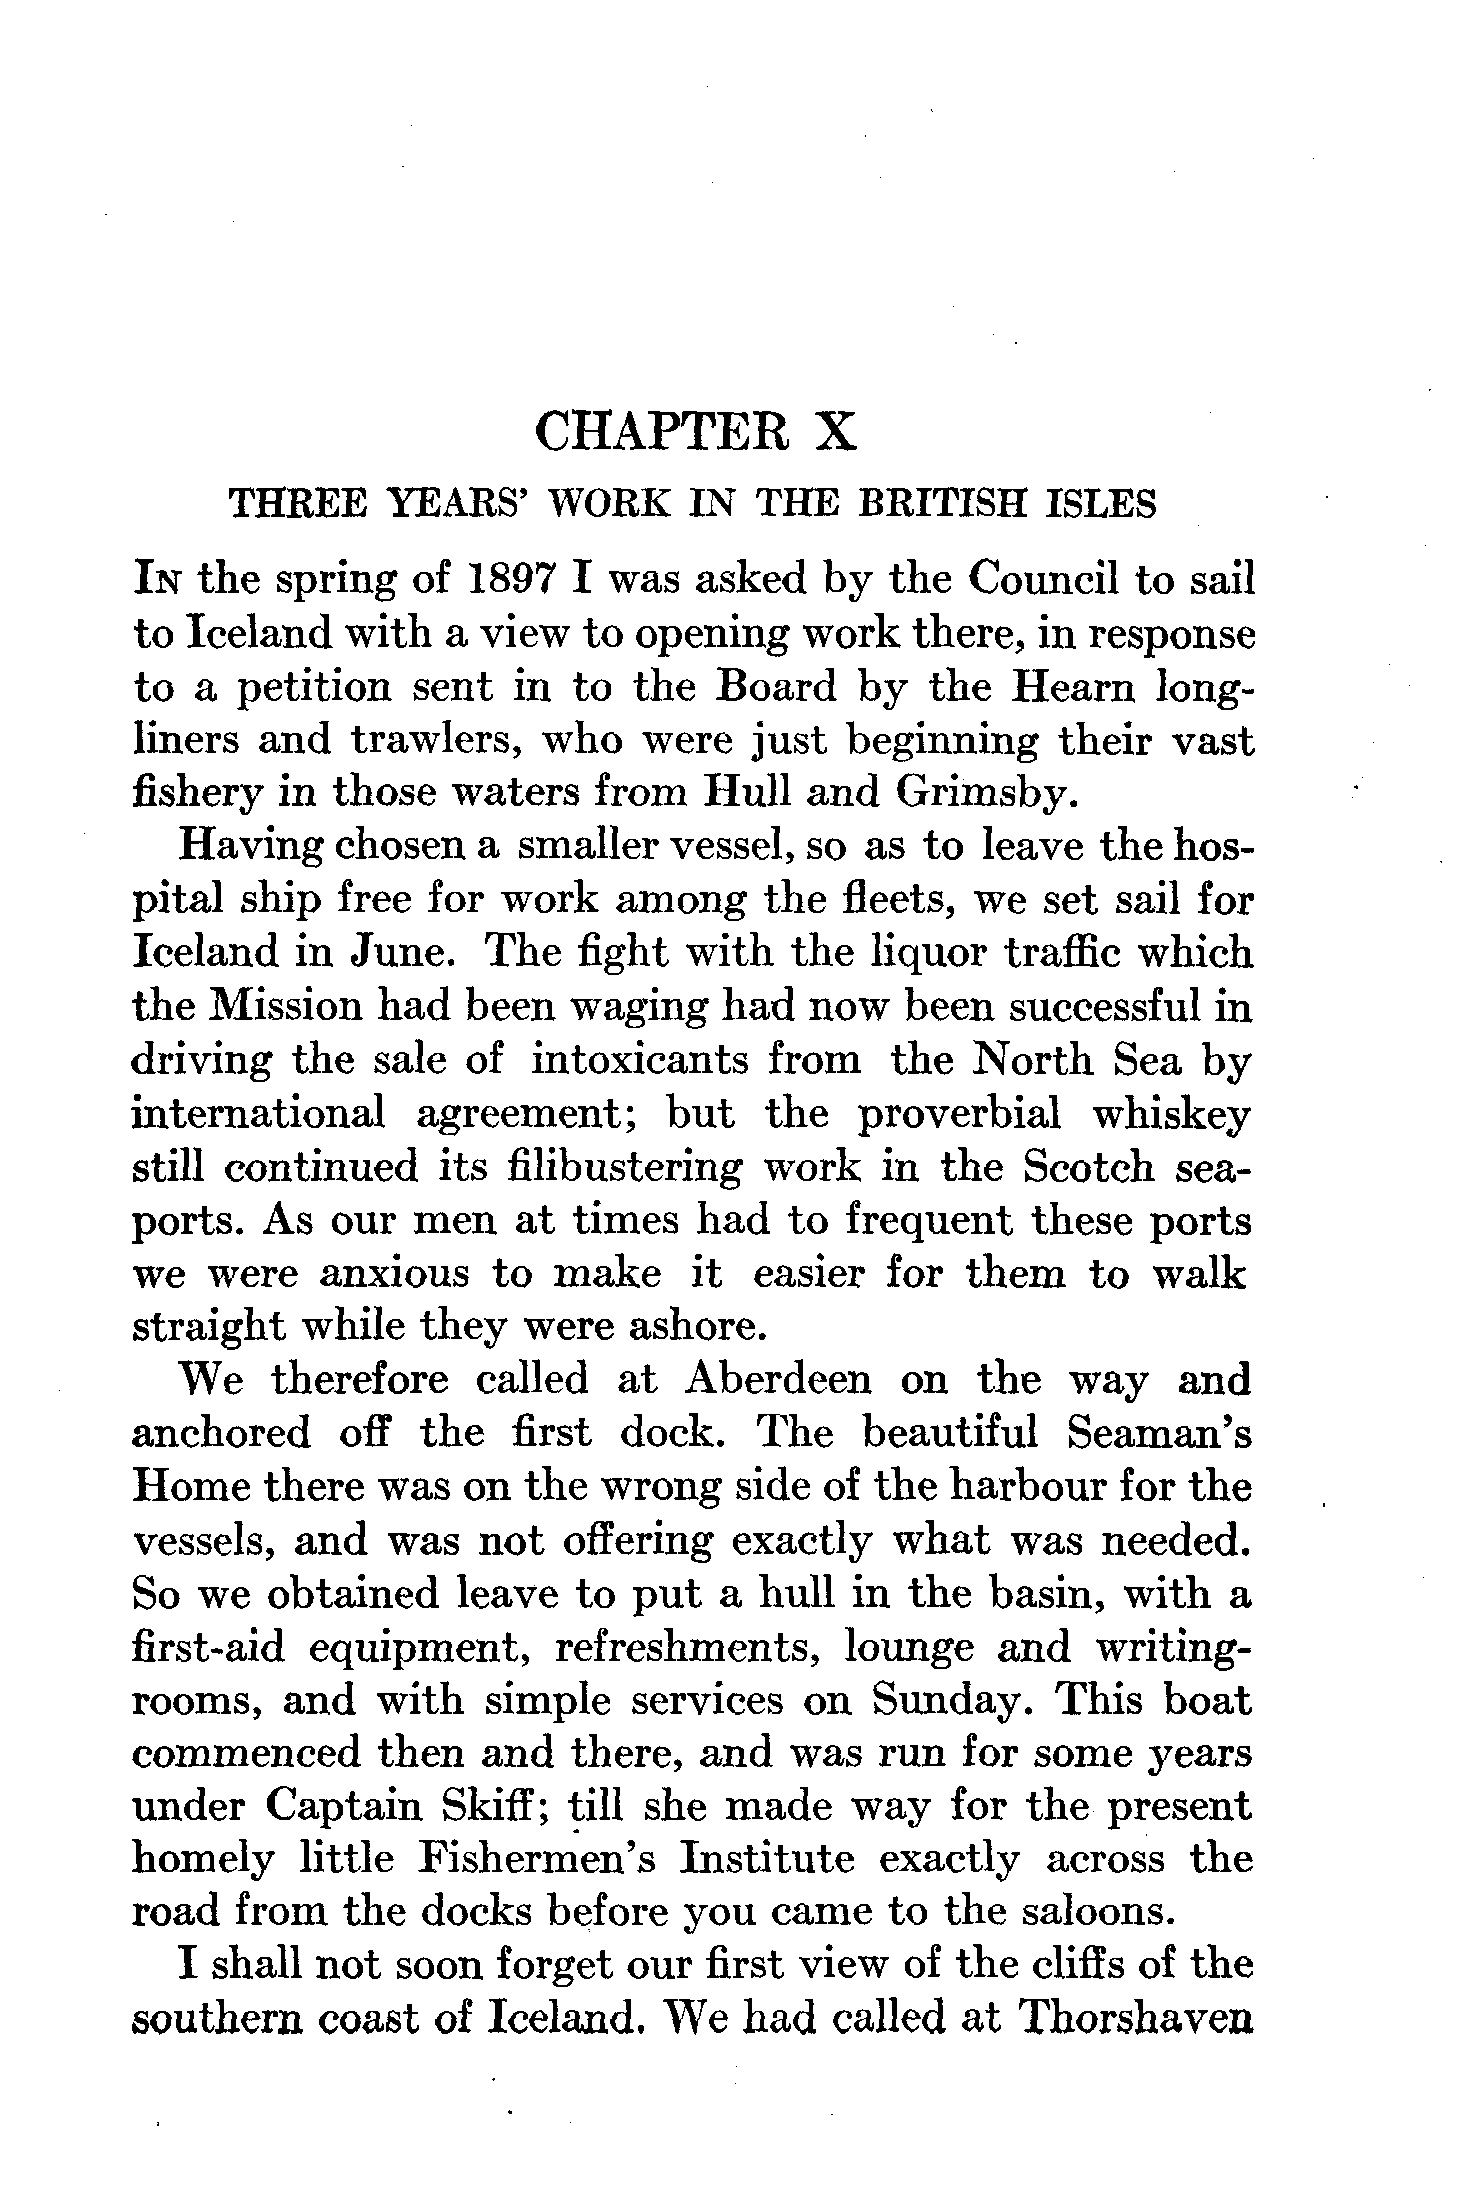 CHAPTER X
THREE YEARS' WORK IN THE BRITISH ISLES
IN the spring of 1897 I was asked by the Council to sail
to Iceland with a view to opening work there, in response
to a petition sent in to the Board by the Hearn long-
liners and trawlers, who were just beginning their vast
fishery in those waters from Hull and Grimsby.
Having chosen a smaller vessel, so as to leave the hos-
pital ship free for work among the fleets, we set sail for
Iceland in June. The fight with the liquor traffic which
the Mission had been waging had now been successful in
driving the sale of intoxicants from the North Sea by
international agreement; but the proverbial whiskey
still continued its filibustering work in the Scotch sea-
ports. As our men at times had to frequent these ports
we were anxious to make it easier for them to walk
straight while they were ashore.
We therefore called at Aberdeen on the way and
anchored off the first dock. The beautiful Seaman's
Home there was on the wrong side of the harbour for the
vessels, and was not offering exactly what was needed.
So we obtained leave to put a hull in the basin, with a
first-aid equipment, refreshments, lounge and writing-
rooms, and with simple services on Sunday. This boat
commenced then and there, and was run for some years
under Captain Skiff; till she made way for the present
homely little Fishermen's Institute exactly across the
road from the docks before you came to the saloons.
I shall not soon forget our first view of the cliffs of the
southern coast of Iceland. We had called at Thorshaven